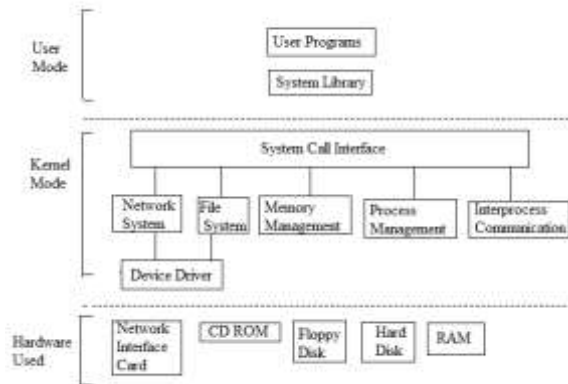 User
Mode
User Programs
System Library
Kernel
Mode
System Call Interface
Network
System
File
System
Memory
Management
Process
Management
Interprocess
Communication
Device Driver
Hardware
Used
Network
Interface
Card
CD ROM
Floppy
Disk
Hard
Disk
RAM